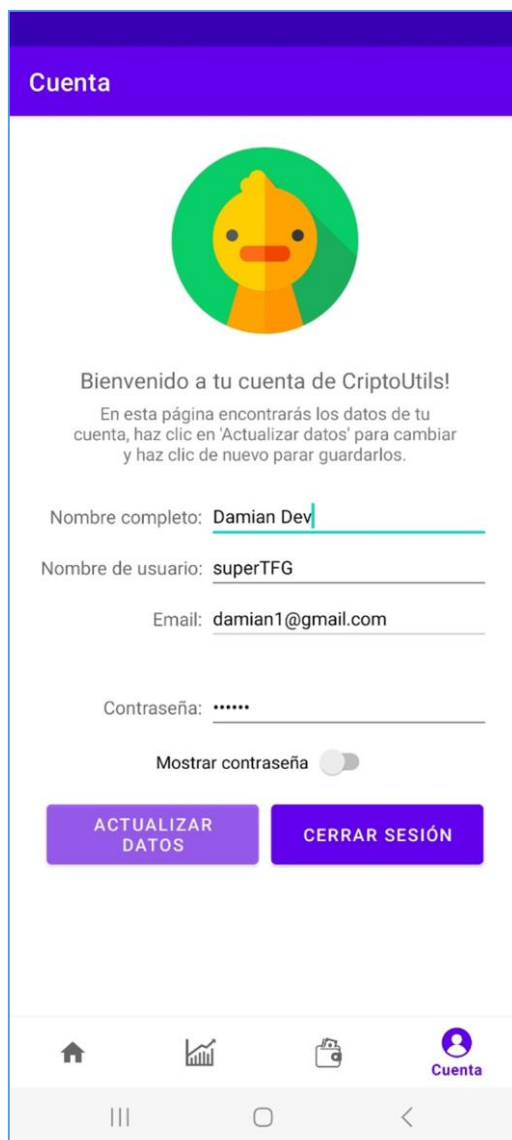 Cuenta
Bienvenido a tu cuenta de CriptoUtils!
En esta página encontrarás los datos de tu
cuenta, haz clic en 'Actualizar datos' para cambiar
y haz clic de nuevo parar guardarlos.
Nombre completo: Damian Dev
Nombre de usuario: superTFG
Email: damian1@gmail.com
Contraseña: ••••••
Mostrar contraseña
ACTUALIZAR
DATOS
CERRAR SESIÓN
Cuenta